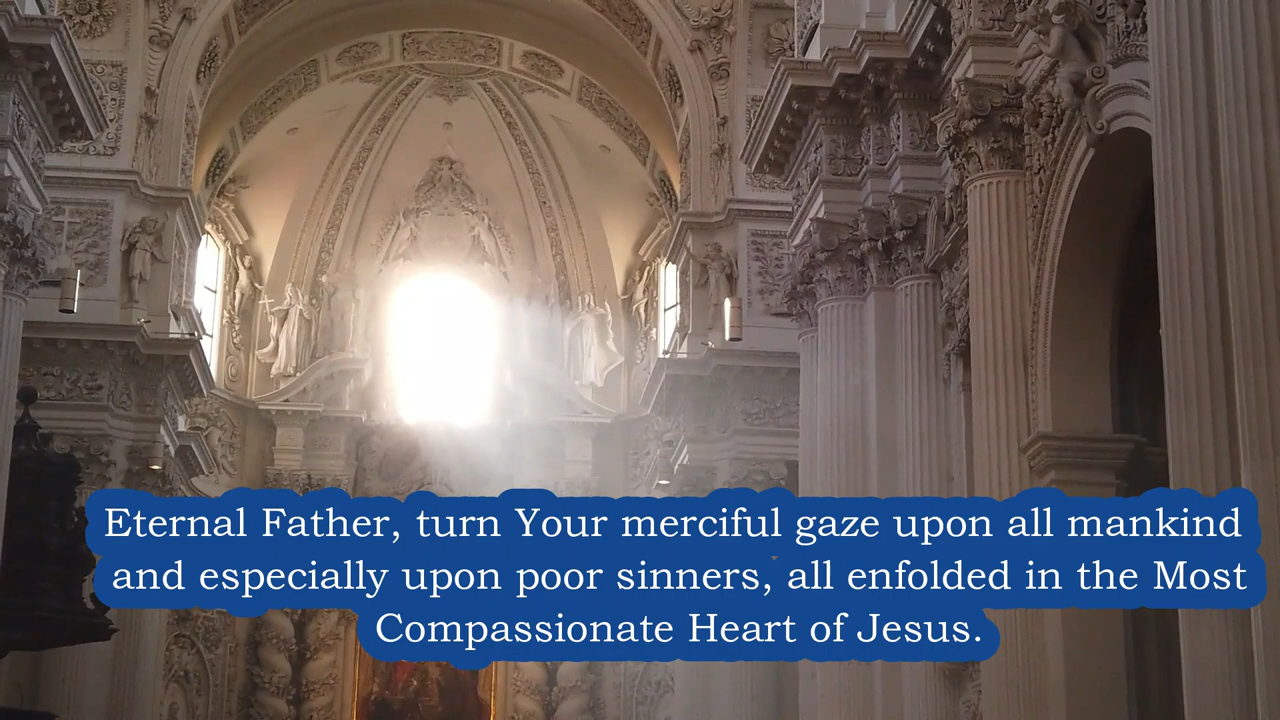 Eternal Father, turn Your merciful gaze upon all mankind
and especially upon poor sinners, all enfolded in the Most
Compassionate Heart of Jesus.